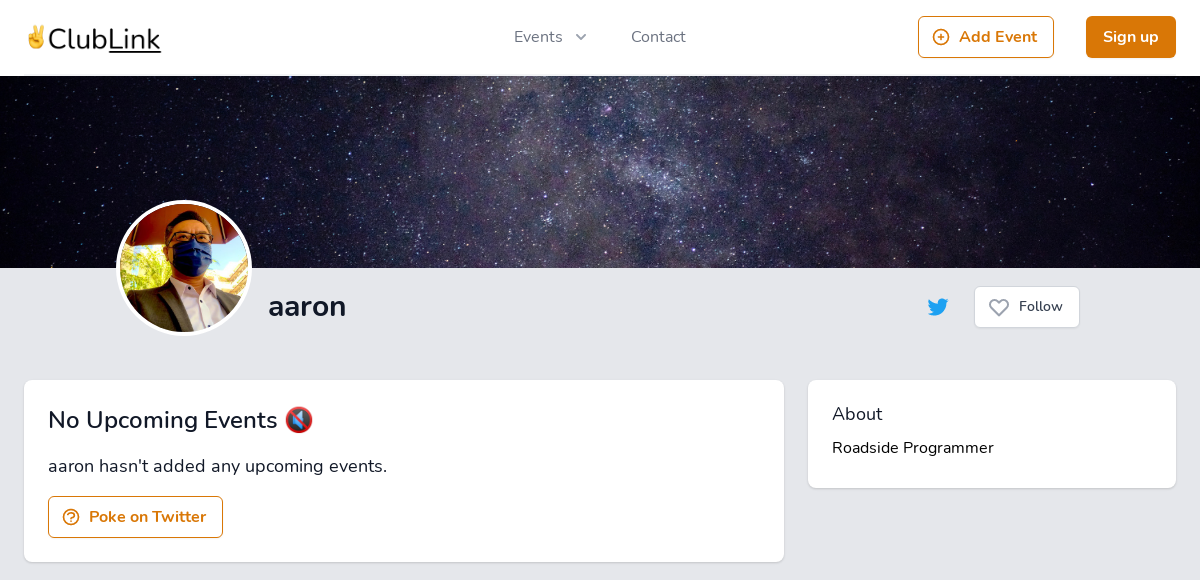 ✌️ClubLink
Events
Contact
Add Event
Sign up
aaron
Follow
No Upcoming Events 🔇
aaron hasn't added any upcoming events.
Poke on Twitter
About
Roadside Programmer